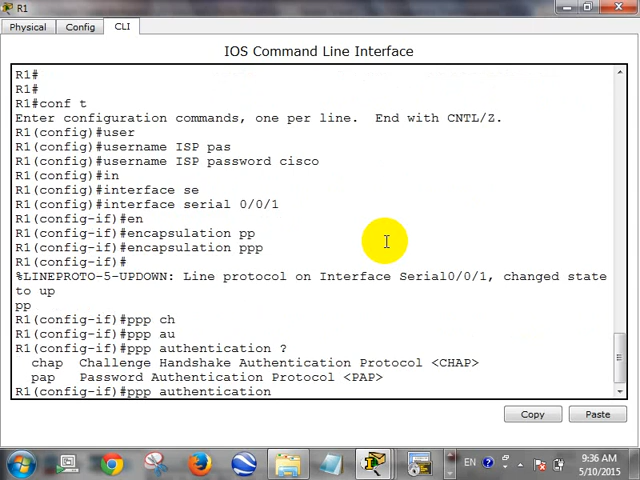 R1
Physical
Config
CLI
IOS Command Line Interface
R1#
R1#
R1#conf t
Enter configuration commands, one per line.  End with CNTL/Z.
R1(config)#user
R1(config)#username ISP pas
R1(config)#username ISP password cisco
R1(config)#in
R1(config)#interface se
R1(config)#interface serial 0/0/1
R1(config-if)#en
R1(config-if)#encapsulation pp
R1(config-if)#encapsulation ppp
R1(config-if)#
%LINEPROTO-5-UPDOWN: Line protocol on Interface Serial0/0/1, changed state
to up
pp
R1(config-if)#ppp ch
R1(config-if)#ppp au
R1(config-if)#ppp authentication ?
chap  Challenge Handshake Authentication Protocol <CHAP>
pap  Password Authentication Protocol <PAP>
R1(config-if)#ppp authentication
Copy
Paste
EN
9:36 AM
5/10/2015